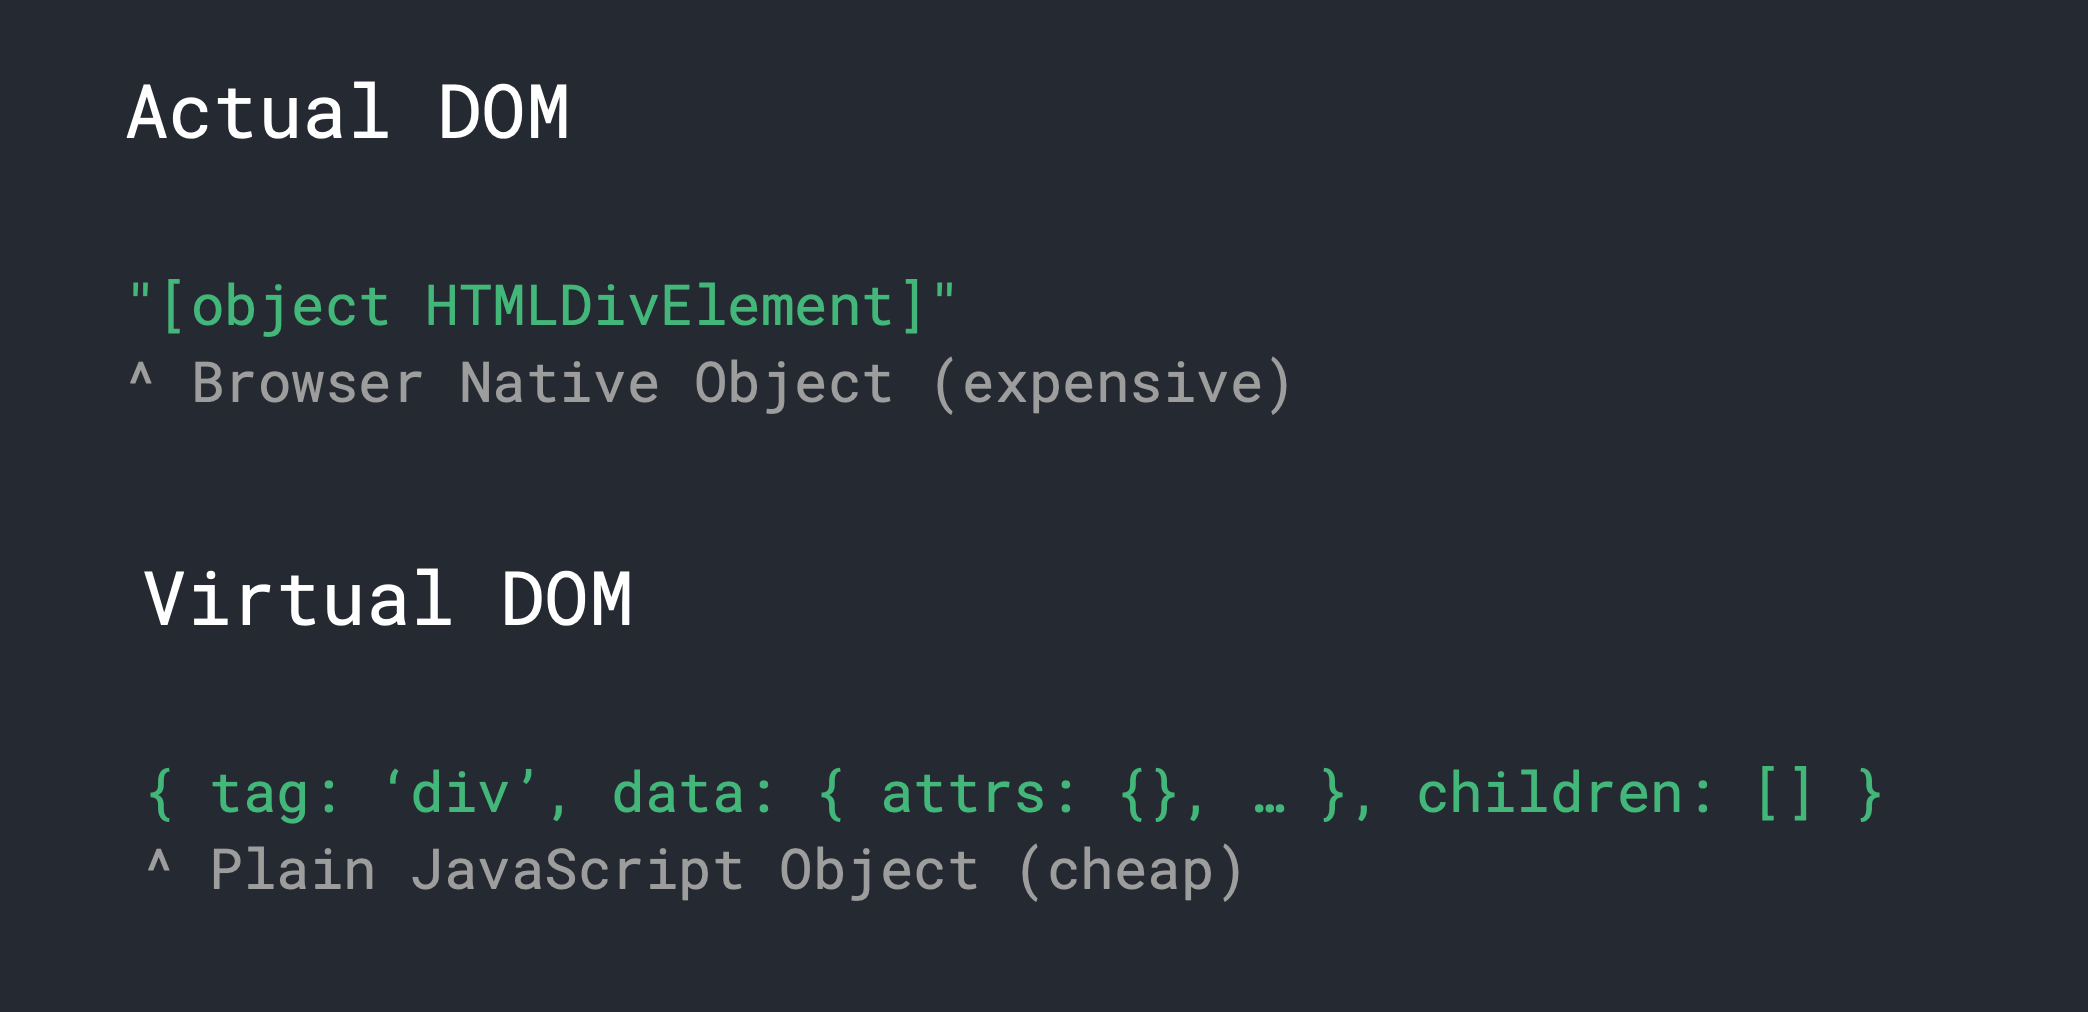 Actual DOM
"[object HTMLDivElement]"
^ Browser Native Object (expensive)
Virtual DOM
{ tag: ‘div’, data: { attrs: {}, … }, children: [] }
^ Plain JavaScript Object (cheap)